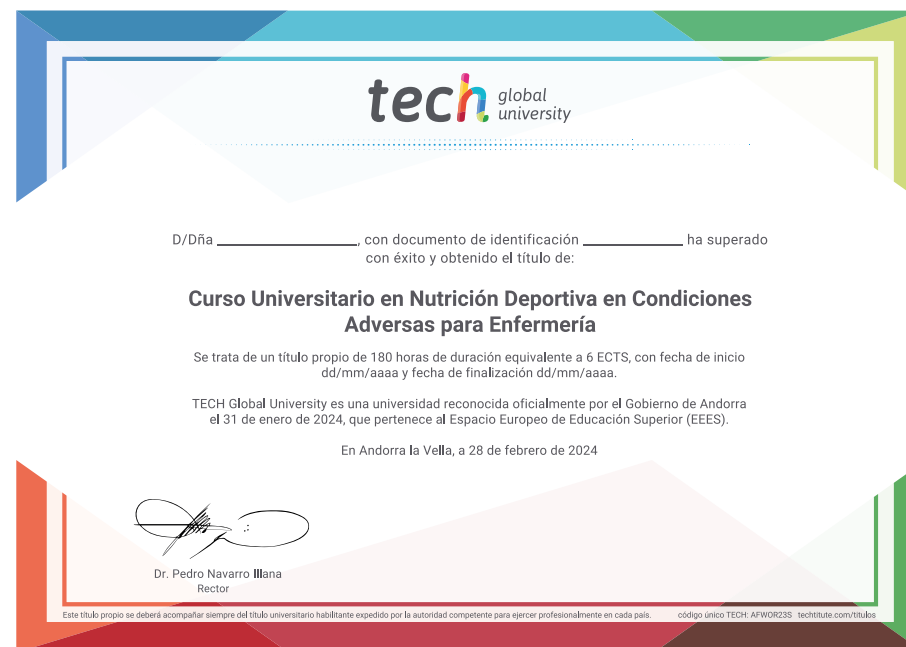 tech global university
D/Dña ____________, con documento de identificación ____________ ha superado
con éxito y obtenido el título de:
Curso Universitario en Nutrición Deportiva en Condiciones
Adversas para Enfermería
Se trata de un título propio de 180 horas de duración equivalente a 6 ECTS, con fecha de inicio
dd/mm/aaaa y fecha de finalización dd/mm/aaaa.
TECH Global University es una universidad reconocida oficialmente por el Gobierno de Andorra
el 31 de enero de 2024, que pertenece al Espacio Europeo de Educación Superior (EEES).
En Andorra la Vella, a 28 de febrero de 2024
Dr. Pedro Navarro Illana
Rector
Este título propio se deberá acompañar siempre del título universitario habilitante expedido por la autoridad competente para ejercer profesionalmente en cada país. código único TECH: AFWOR23S techtitute.com/titulos